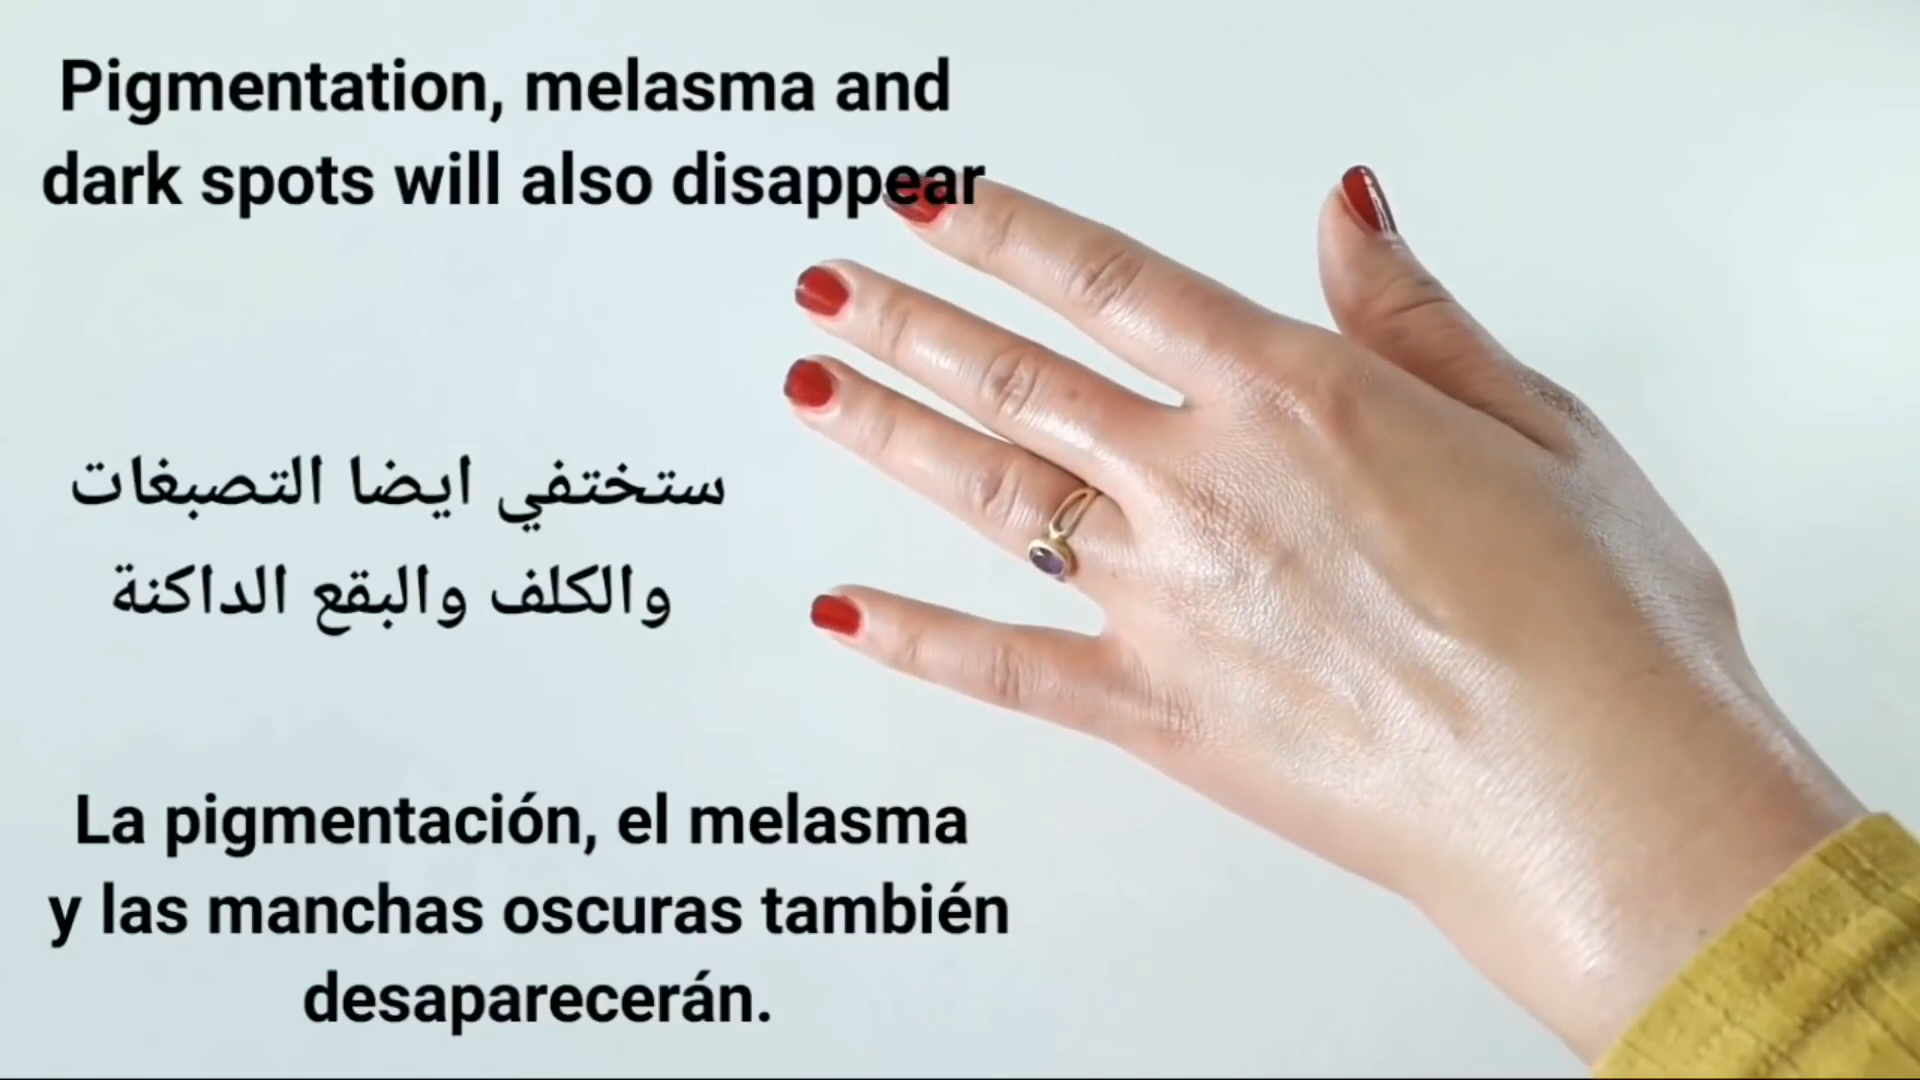 Pigmentation, melasma and
dark spots will also disappear
ستختفي ايضا التصبغات
والكلف والبقع الداكنة
La pigmentación, el melasma
y las manchas oscuras también
desaparecerán.